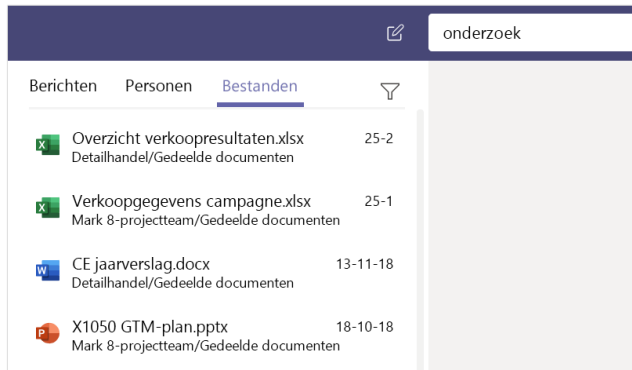 onderzoek
Berichten Personen Bestanden
Overzicht verkoopresultaten.xlsx 25-2
Detailhandel/Gedeelde documenten
Verkoopgegevens campagne.xlsx 25-1
Mark 8-projectteam/Gedeelde documenten
CE jaarverslag.docx 13-11-18
Detailhandel/Gedeelde documenten
X1050 GTM-plan.pptx 18-10-18
Mark 8-projectteam/Gedeelde documenten